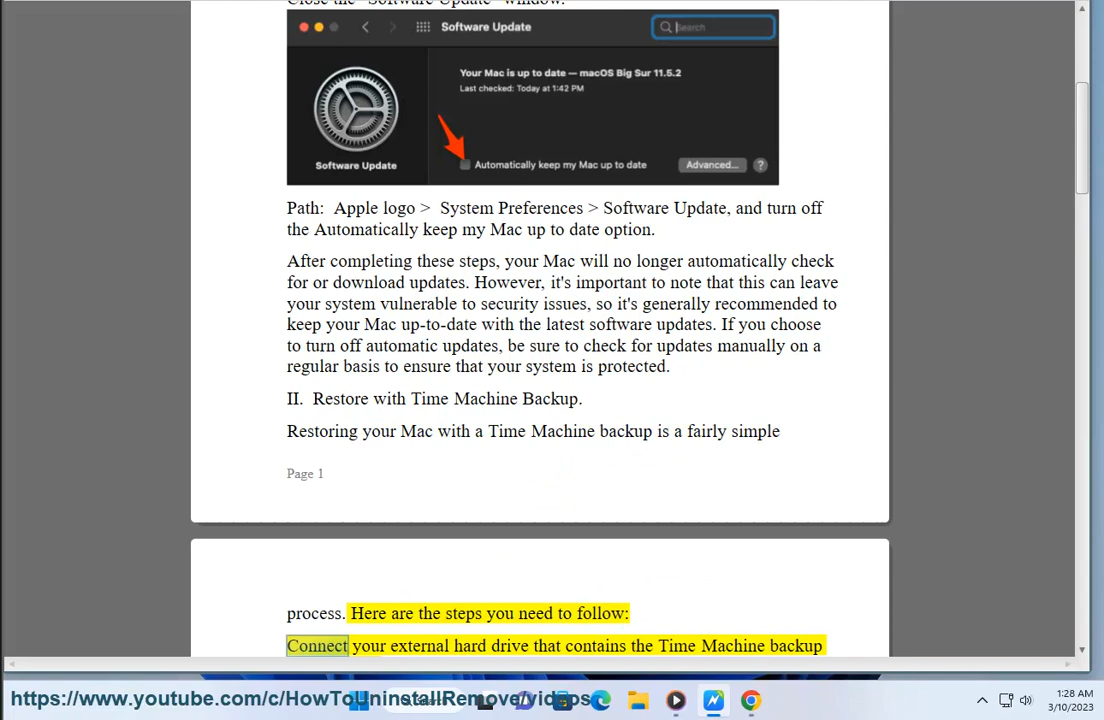 Close the "Software Update" window.
Software Update
Search
Your Mac is up to date — macOS Big Sur 11.5.2
Last checked: Today at 1:42 PM
Software Update
Automatically keep my Mac up to date
Advanced...
?
Path: Apple logo > System Preferences > Software Update, and turn off
the Automatically keep my Mac up to date option.
After completing these steps, your Mac will no longer automatically check
for or download updates. However, it's important to note that this can leave
your system vulnerable to security issues, so it's generally recommended to
keep your Mac up-to-date with the latest software updates. If you choose
to turn off automatic updates, be sure to check for updates manually on a
regular basis to ensure that your system is protected.
II. Restore with Time Machine Backup.
Restoring your Mac with a Time Machine backup is a fairly simple
Page 1
process. Here are the steps you need to follow:
Connect your external hard drive that contains the Time Machine backup
https://www.youtube.com/c/HowToUninstallRemove/videos
1:28 AM
3/10/2023